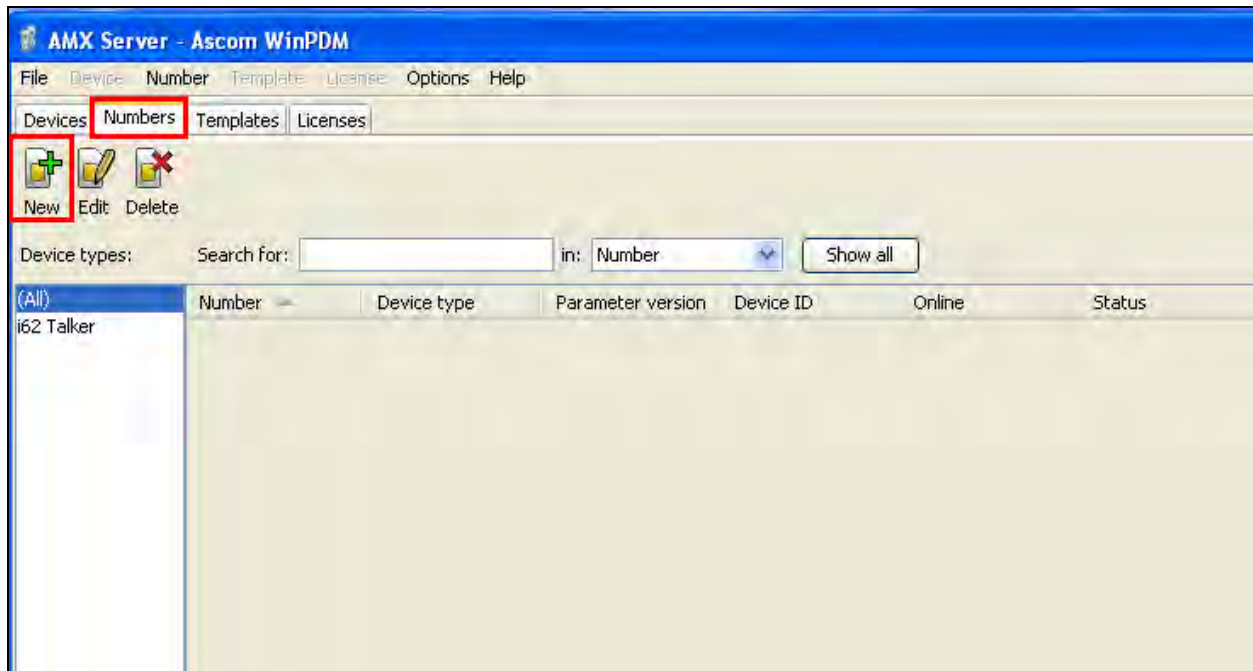 AMX Server - Ascom WinPDM
File Device Number Template License Options Help
Devices Numbers Templates Licenses
New Edit Delete
Device types: Search for: in: Number Show all
(All) Number Device type Parameter version Device ID Online Status
i62 Talker